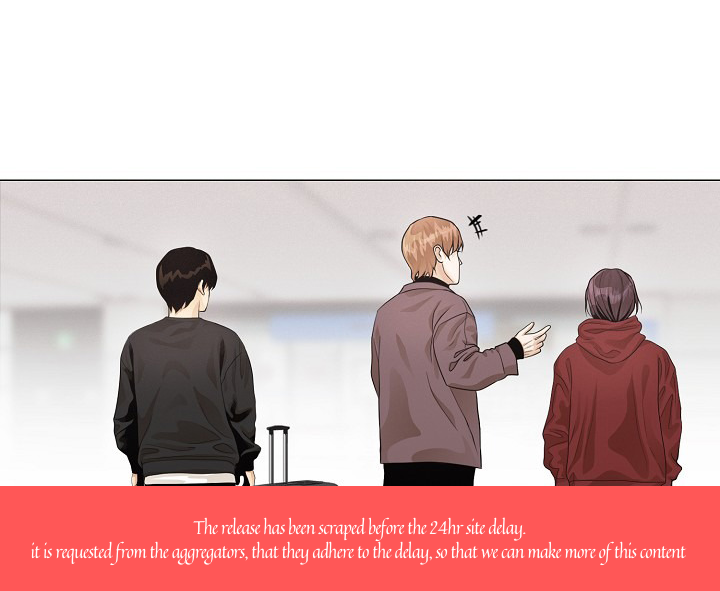 The release has been scraped before the 24hr site delay.
it is requested from the aggregators, that they adhere to the delay, so that we can make more of this content